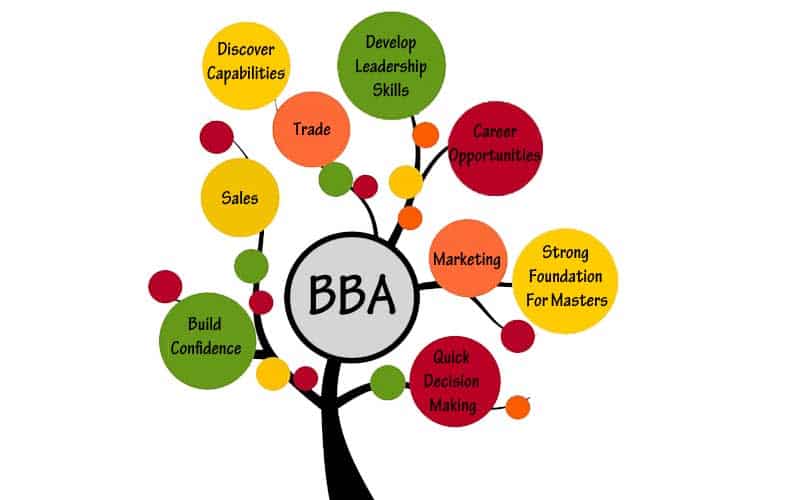 Discover
Capabilities
Develop
Leadership
Skills
Trade
Career
Opportunities
Sales
Marketing
Strong
Foundation
For Masters
BBA
Build
Confidence
Quick
Decision
Making